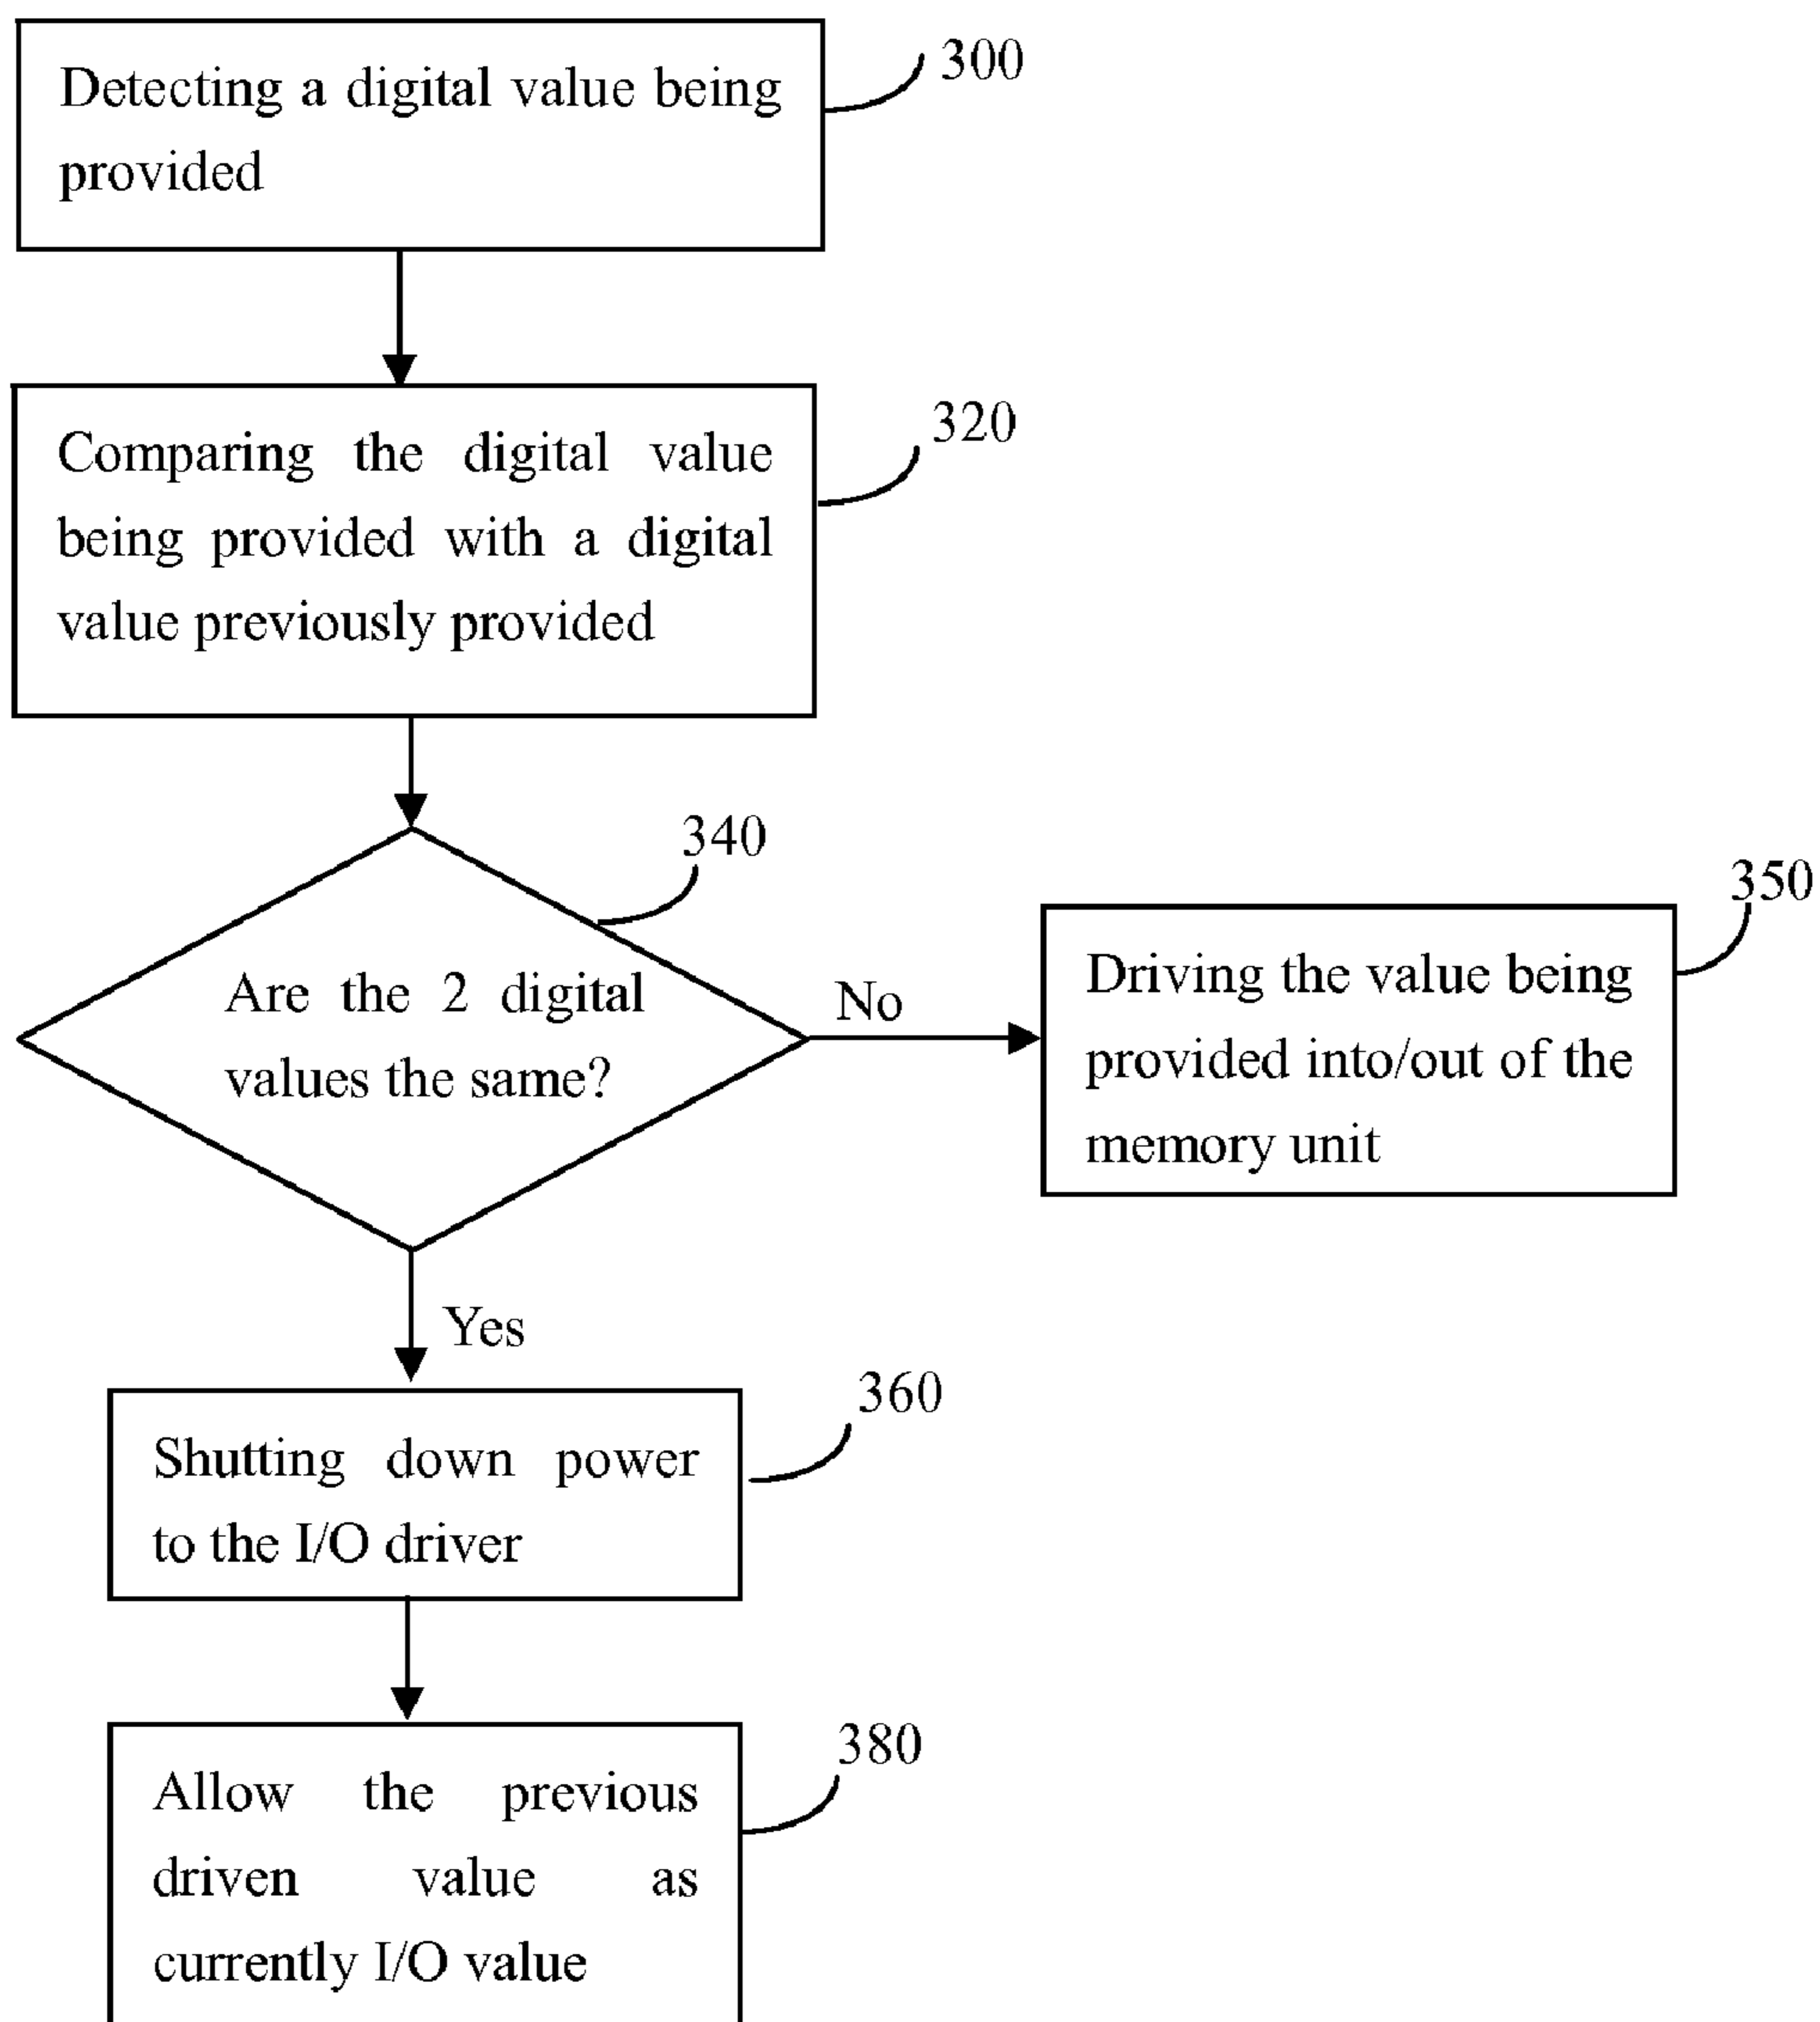 Detecting a digital value being
provided
300
Comparing the digital value
being provided with a digital
value previously provided
320
340
Are the 2 digital
values the same?
No
350
Driving the value being
provided into/out of the
memory unit
Yes
360
Shutting down power
to the I/O driver
380
Allow the previous
driven value as
currently I/O value